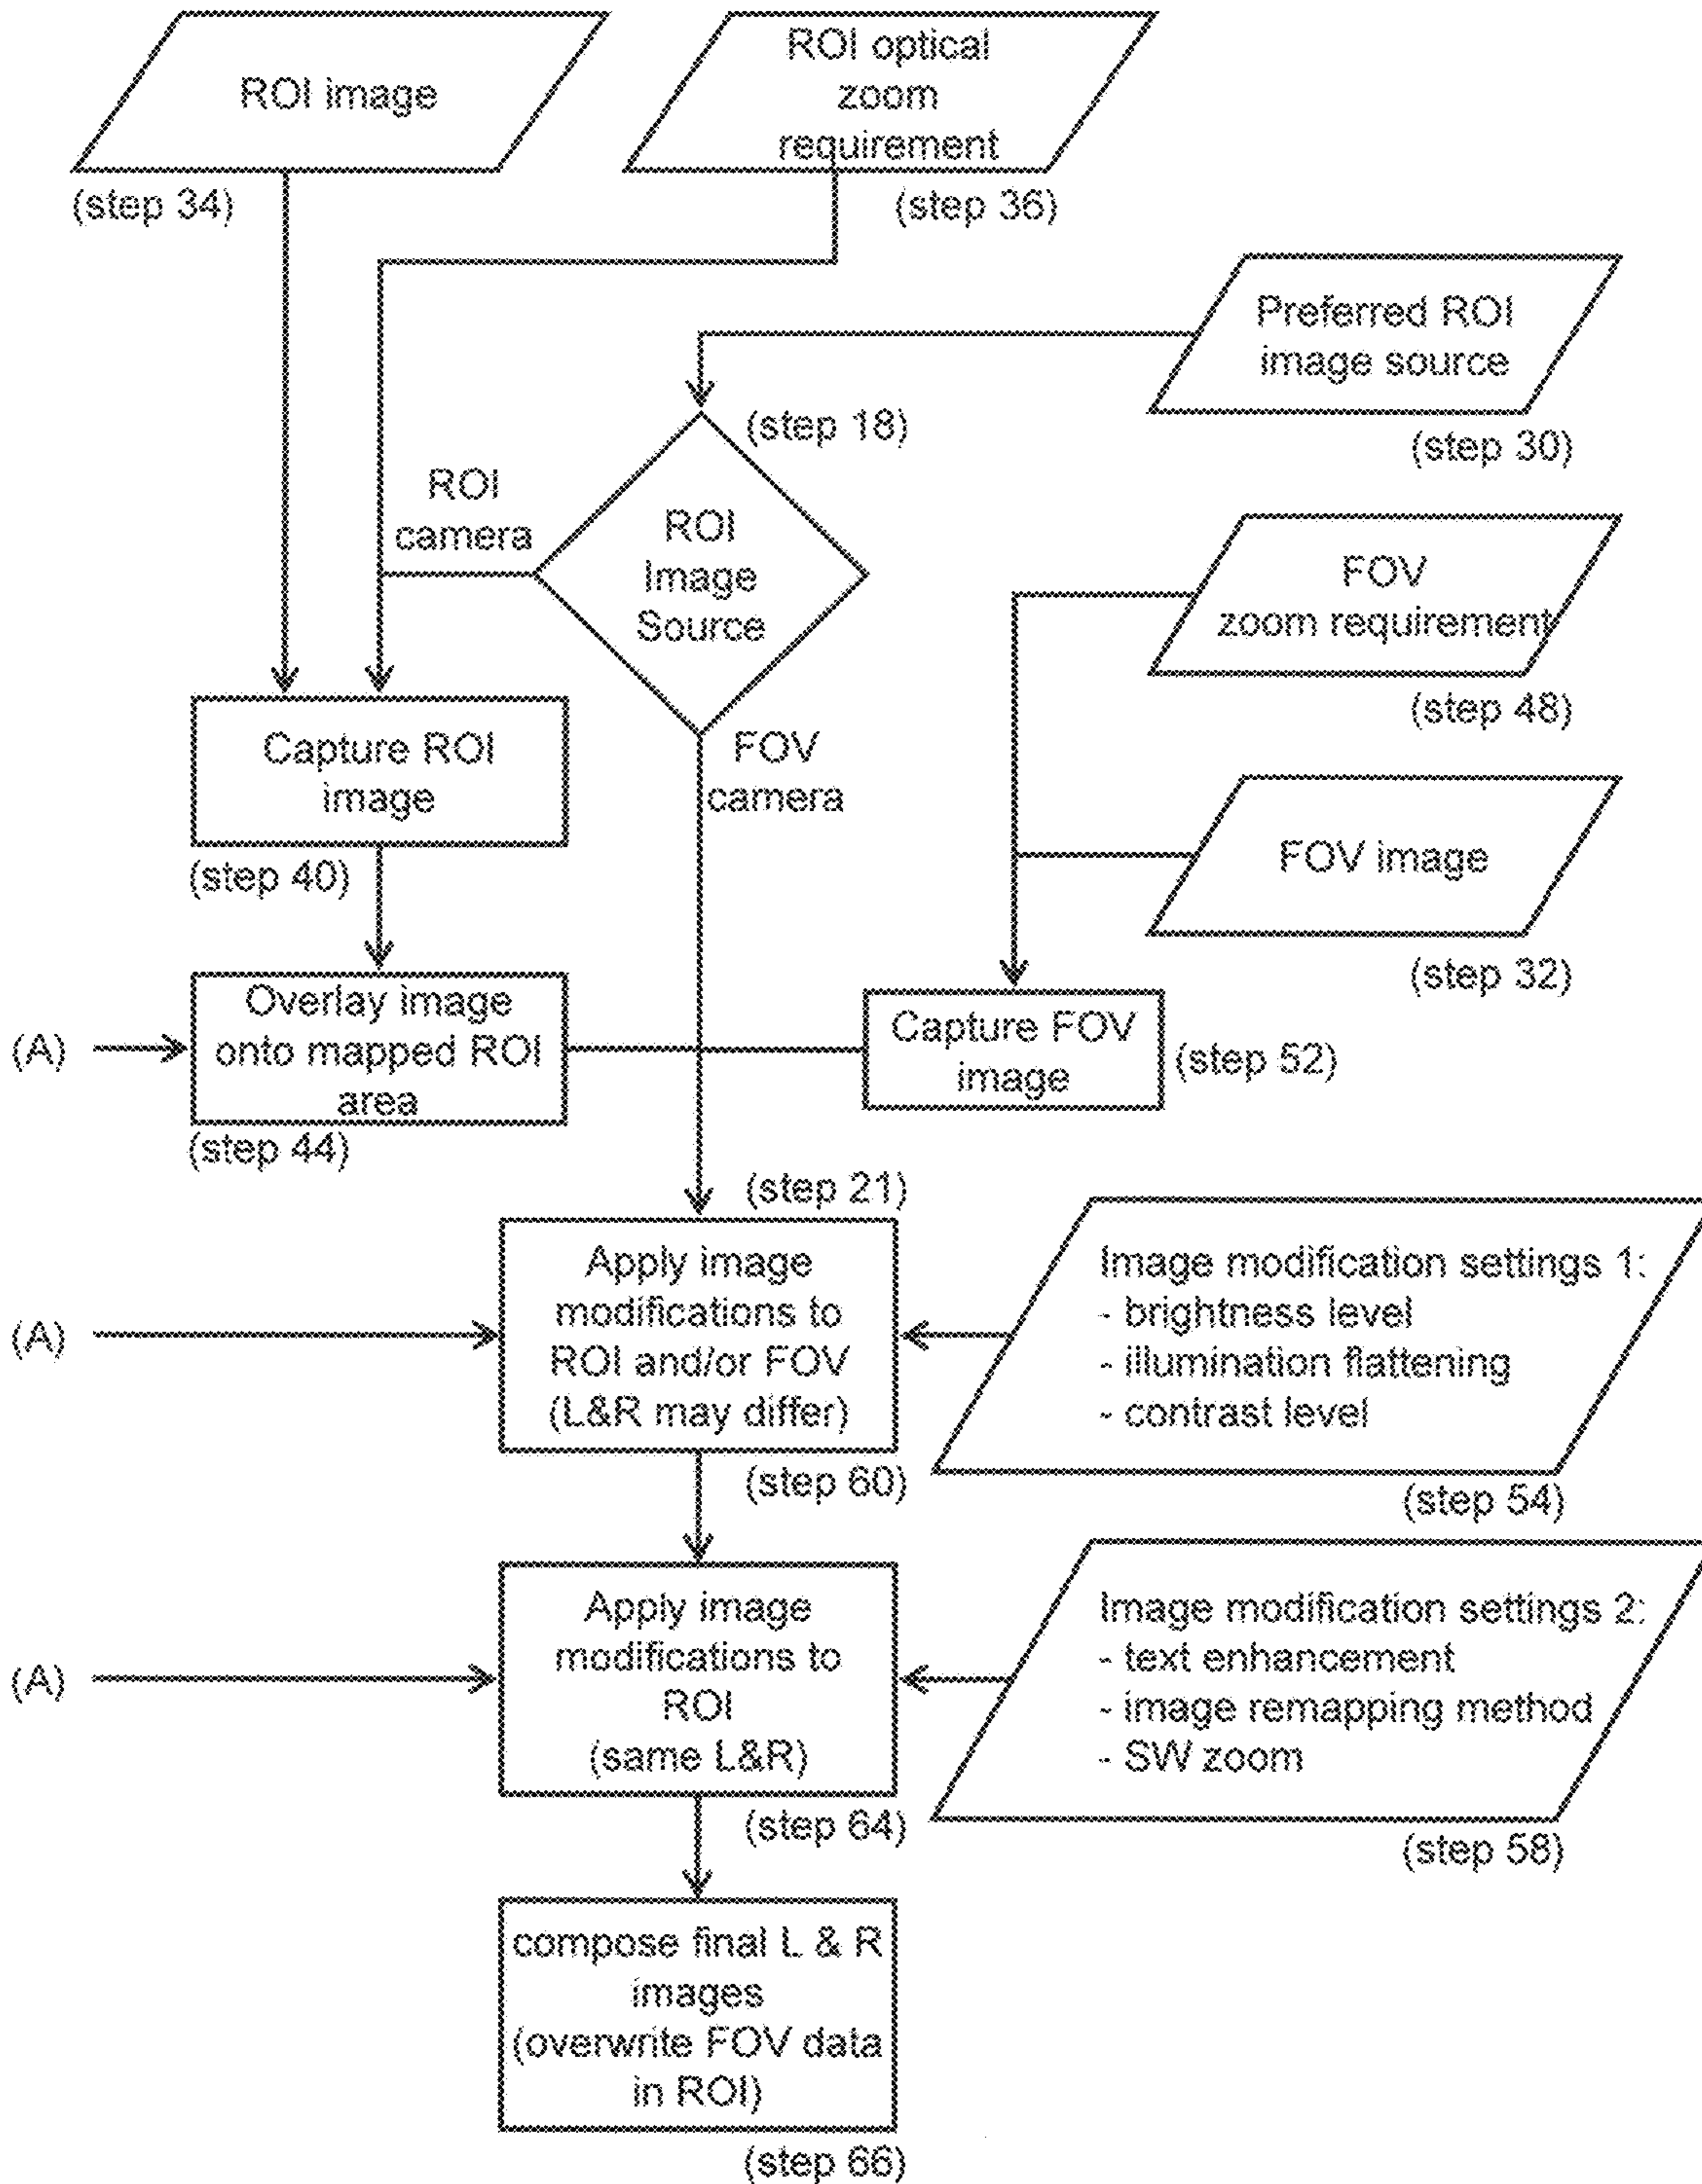 ROI image
(step 34)
ROI optical
zoom
requirement
(step 36)
Preferred ROI
image source
(step 30)
(step 18)
ROI
camera
ROI
Image
Source
FOV
zoom requirement
(step 48)
Capture ROI
image
(step 40)
FOV
camera
FOV image
(step 32)
(A)
Overlay image
onto mapped ROI
area
(step 44)
Capture FOV
image
(step 52)
(step 21)
(A)
Apply image
modifications to
ROI and/or FOV
(L&R may differ)
(step 60)
Image modification settings 1:
- brightness level
- illumination flattening
- contrast level
(step 54)
(A)
Apply image
modifications to
ROI
(same L&R)
(step 64)
Image modification settings 2:
- text enhancement
- image remapping method
- SW zoom
(step 58)
compose final L & R
images
(overwrite FOV data
in ROI)
(step 66)